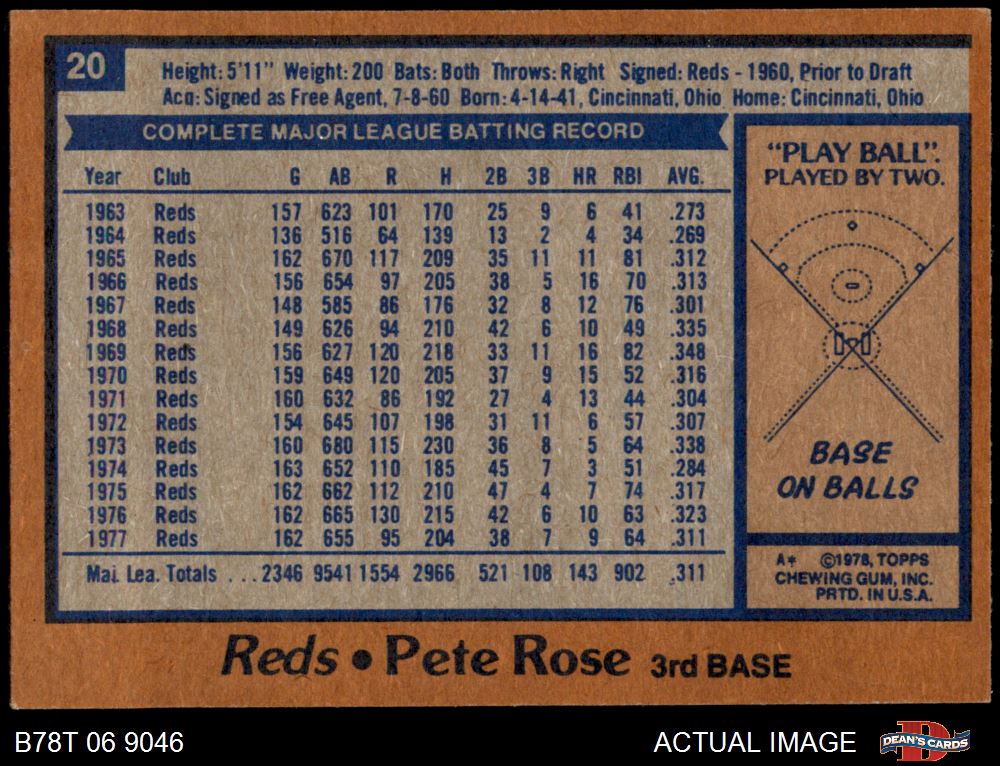 20
Height: 5'11" Weight: 200 Bats: Both Throws: Right Signed: Reds - 1960, Prior to Draft
Acq: Signed as Free Agent, 7-8-60 Born: 4-14-41, Cincinnati, Ohio Home: Cincinnati, Ohio
COMPLETE MAJOR LEAGUE BATTING RECORD
Year Club G AB R H 2B 3B HR RBI AVG.
1963 Reds 157 623 101 170 25 9 6 41 .273
1964 Reds 136 516 64 139 13 2 4 34 .269
1965 Reds 162 670 117 209 35 11 11 81 .312
1966 Reds 156 654 97 205 38 5 16 70 .313
1967 Reds 148 585 86 176 32 8 12 76 .301
1968 Reds 149 626 94 210 42 6 10 49 .335
1969 Reds 156 627 120 218 33 11 16 82 .348
1970 Reds 159 649 120 205 37 9 15 52 .316
1971 Reds 160 632 86 192 27 4 13 44 .304
1972 Reds 154 645 107 198 31 11 6 57 .307
1973 Reds 160 680 115 230 36 8 5 64 .338
1974 Reds 163 652 110 185 45 7 3 51 .284
1975 Reds 162 662 112 210 47 4 7 74 .317
1976 Reds 162 665 130 215 42 6 10 63 .323
1977 Reds 162 655 95 204 38 7 9 64 .311
Maj. Lea. Totals ... 2346 9541 1554 2966 521 108 143 902 .311
"PLAY BALL".
PLAYED BY TWO.
BASE
ON BALLS
A* ©1978, TOPPS
CHEWING GUM, INC.
PRTD. IN U.S.A.
Reds • Pete Rose 3rd BASE
B78T 06 9046
ACTUAL IMAGE
D
DEAN'S CARDS